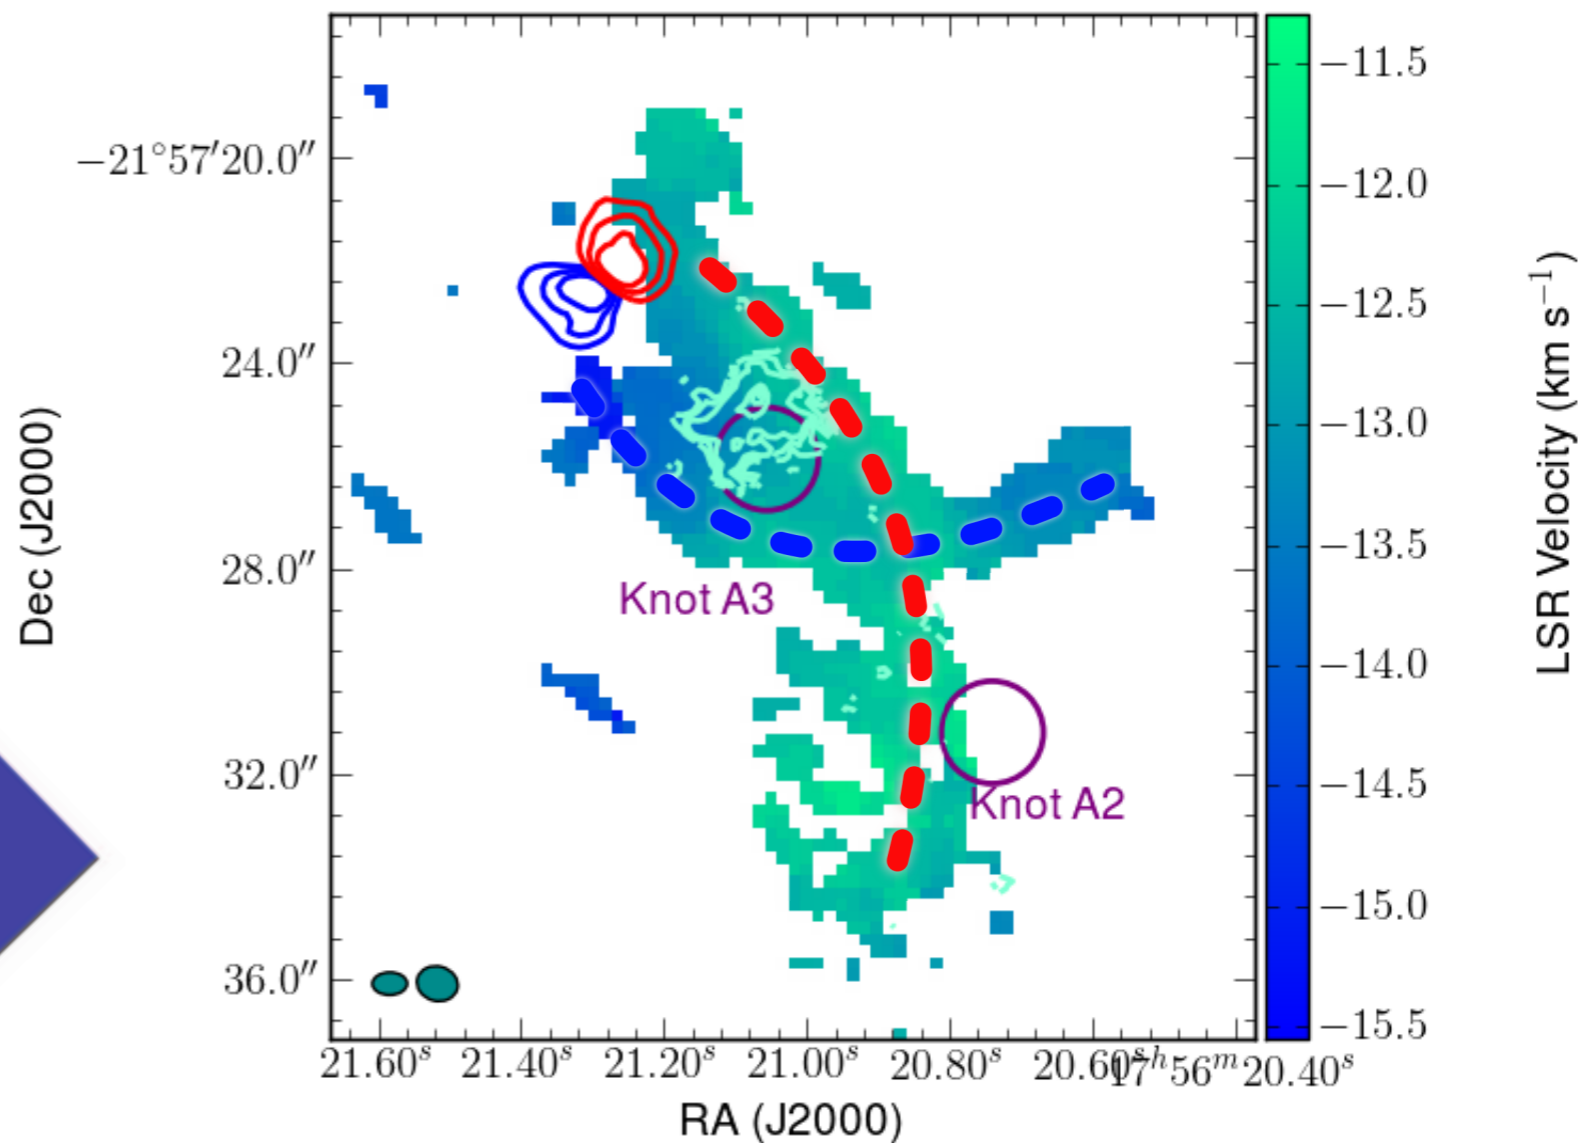 −21°57′20.0″
24.0″
28.0″
32.0″
36.0″
Dec (J2000)
Knot A3
Knot A2
21.60ˢ 21.40ˢ 21.20ˢ 21.00ˢ 20.80ˢ 20.60ˢ 17ʰ56ᵐ20.40ˢ
RA (J2000)
−11.5
−12.0
−12.5
−13.0
−13.5
−14.0
−14.5
−15.0
−15.5
LSR Velocity (km s⁻¹)